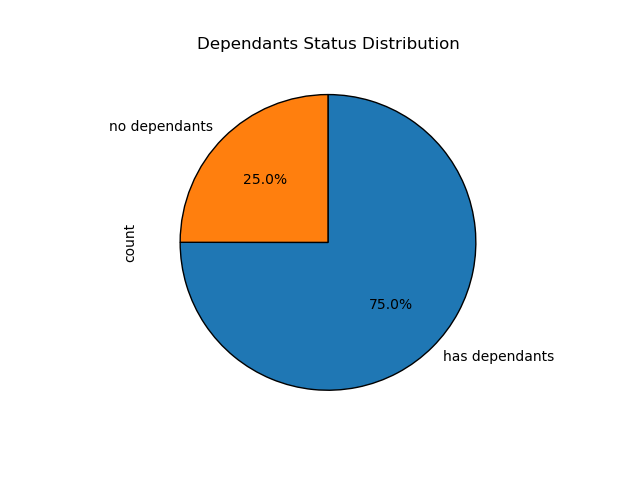 Dependants Status Distribution
no dependants
25.0%
count
75.0%
has dependants